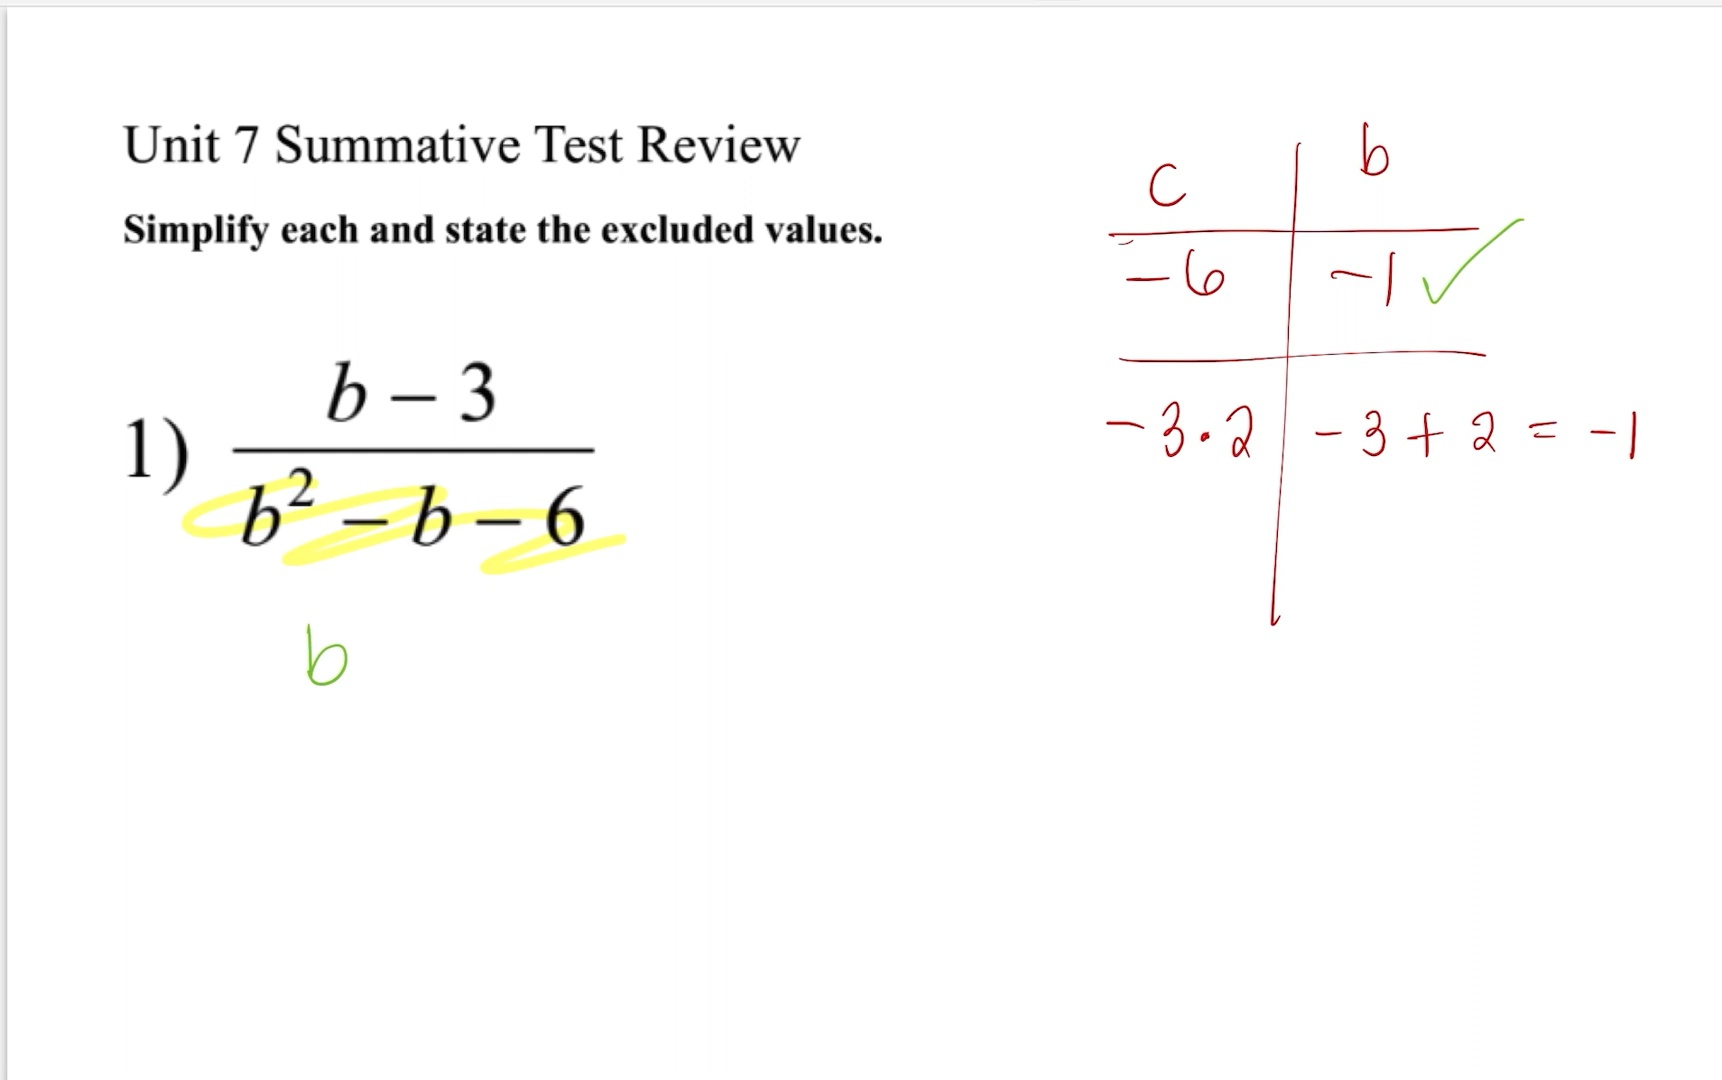 Unit 7 Summative Test Review
Simplify each and state the excluded values.
1) b – 3
b² – b – 6
b
c b
-6 -1 ✓
-3·2 -3+2=-1